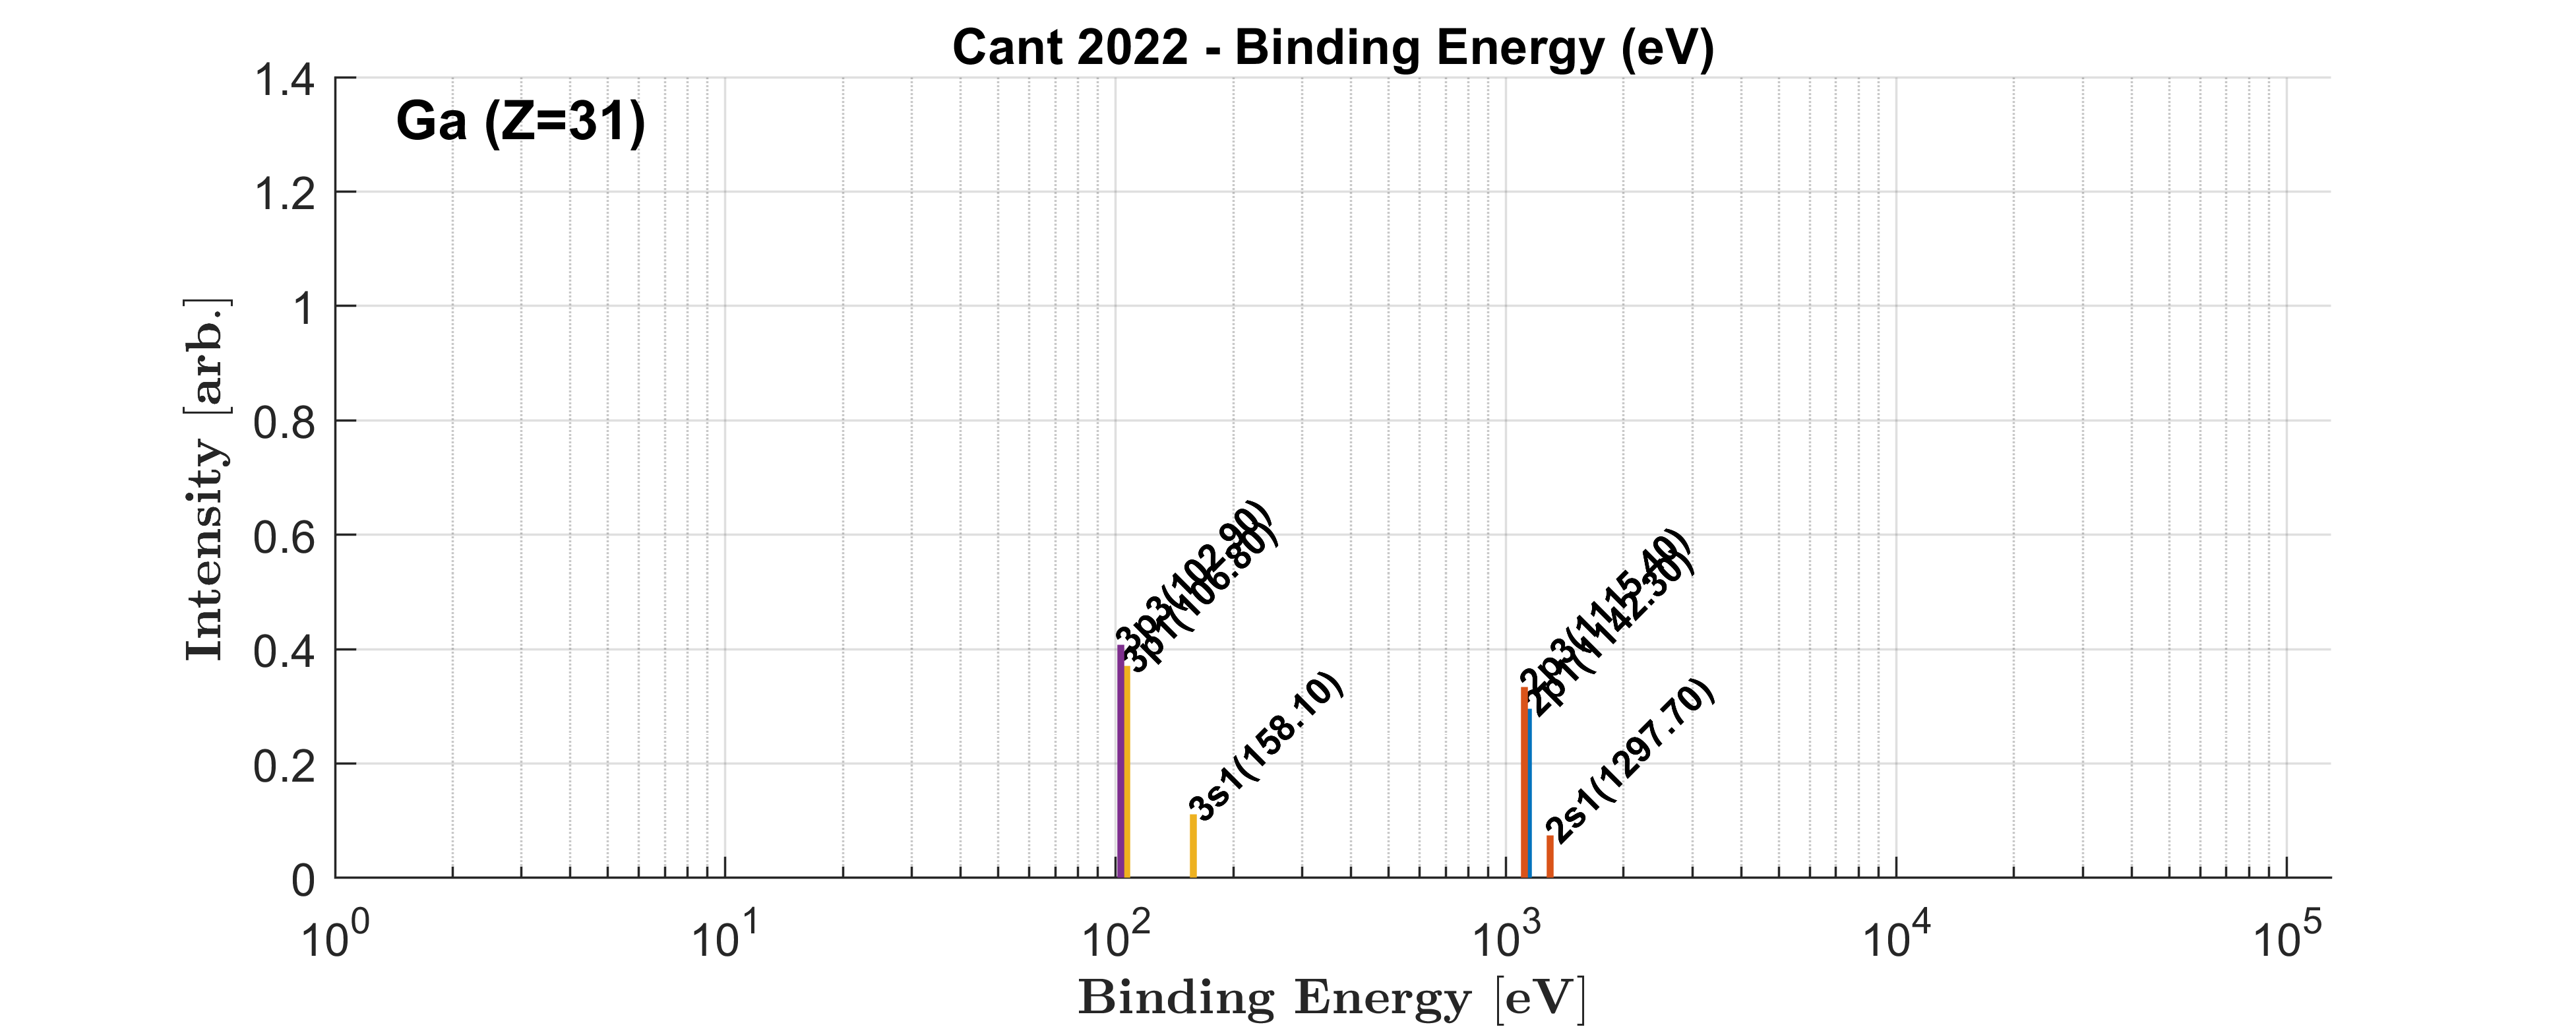 Cant 2022 - Binding Energy (eV)
Ga (Z=31)
Intensity [arb.]
1.4
1.2
1
0.8
0.6
0.4
0.2
0
3p3(102.90)
3p1(106.80)
3s1(158.10)
2p3(1115.40)
2p1(1142.30)
2s1(1297.70)
10^0 10^1 10^2 10^3 10^4 10^5
Binding Energy [eV]